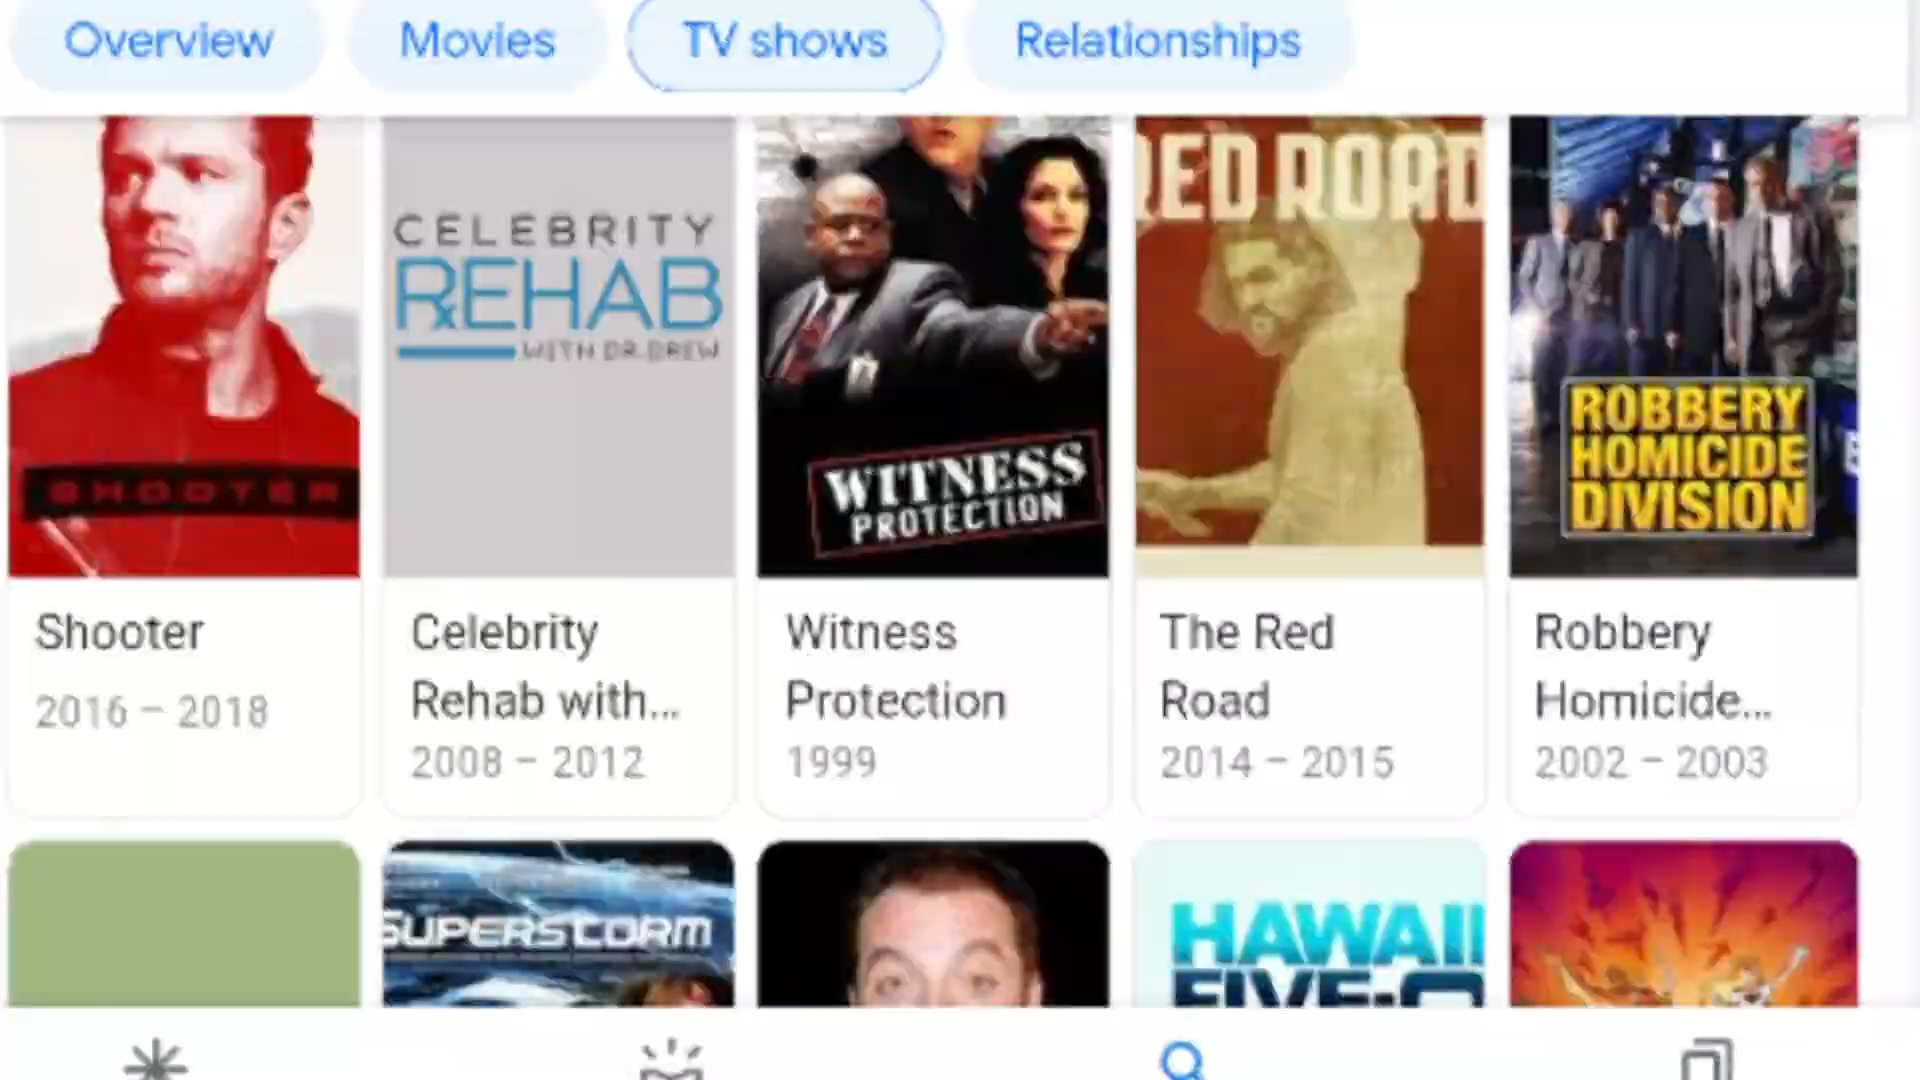 Overview Movies TV shows Relationships
SHOOTER
CELEBRITY
REHAB
WITH DR. DREW
WITNESS
PROTECTION
RED ROAD
ROBBERY
HOMICIDE
DIVISION
Shooter
2016 – 2018
Celebrity
Rehab with...
2008 – 2012
Witness
Protection
1999
The Red
Road
2014 – 2015
Robbery
Homicide...
2002 – 2003
SUPERSTORM
HAWAII
FIVE-O